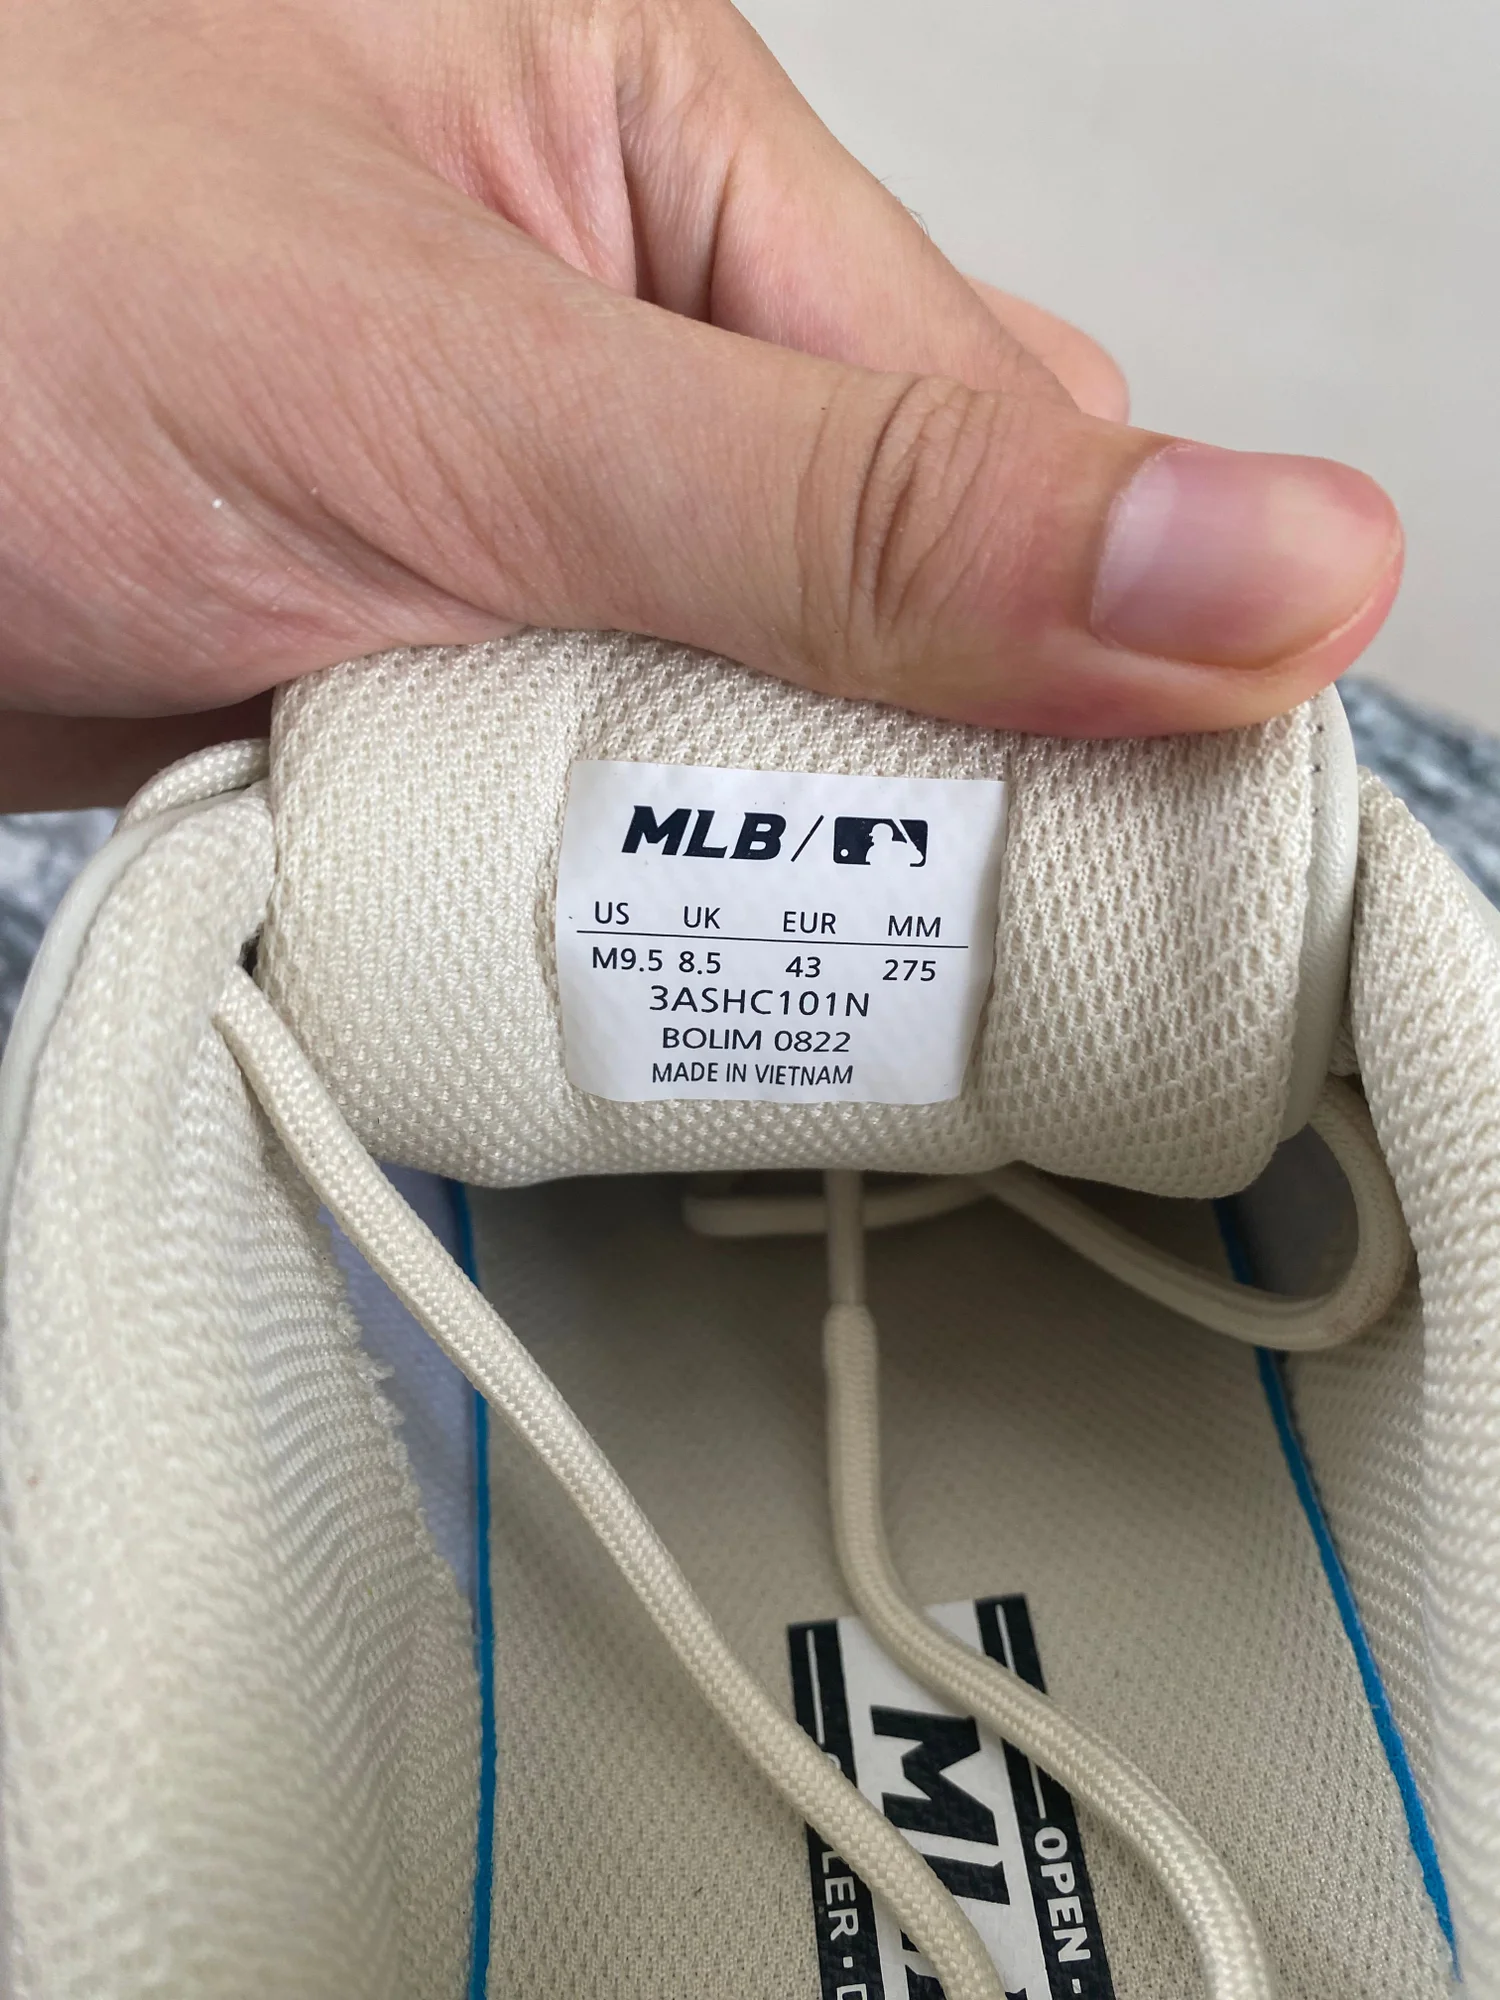 MLB/
US UK EUR MM
M9.5 8.5 43 275
3ASHC101N
BOLIM 0822
MADE IN VIETNAM
OPEN ·